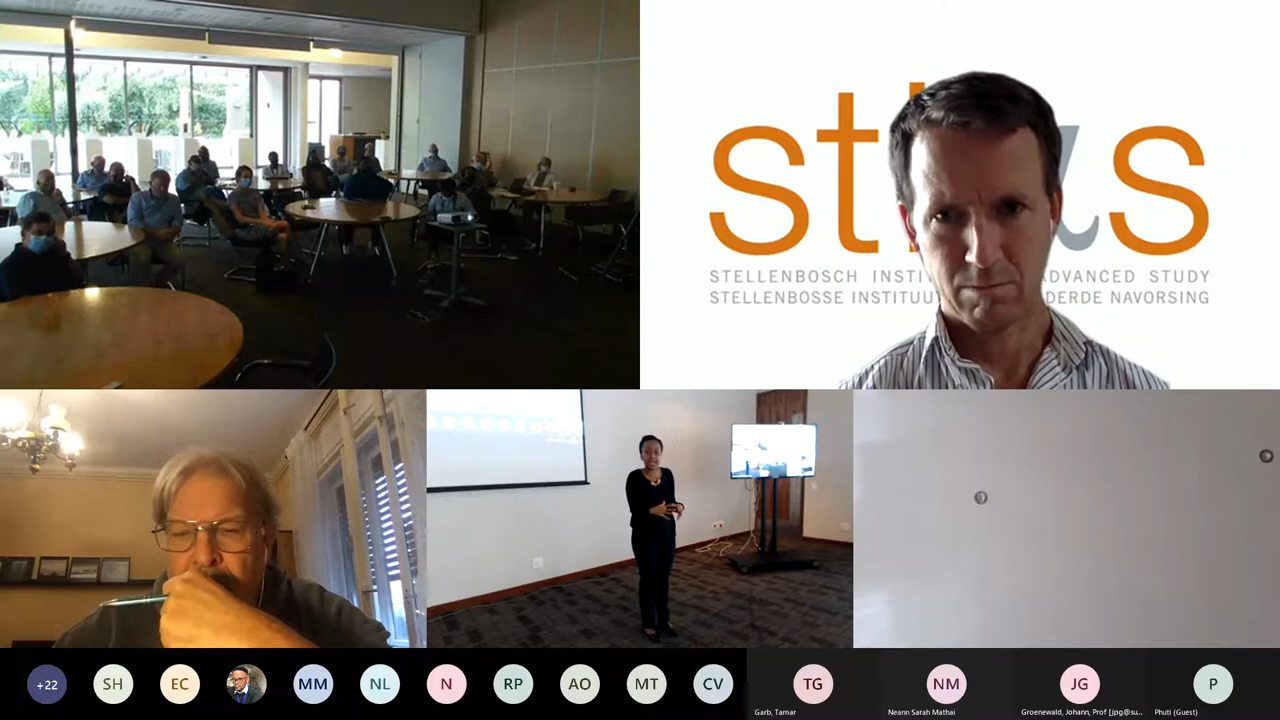 st s
STELLENBOSCH INSTI ADVANCED STUDY
STELLENBOSSE INSTITUUT DERDE NAVORSING
+22
SH
EC
MM
NL
N
RP
AO
MT
CV
TG
NM
JG
P
Garb, Tamar
Neann Sarah Mathai
Groenewald, Johann, Prof [jpg@su...
Phuti (Guest)